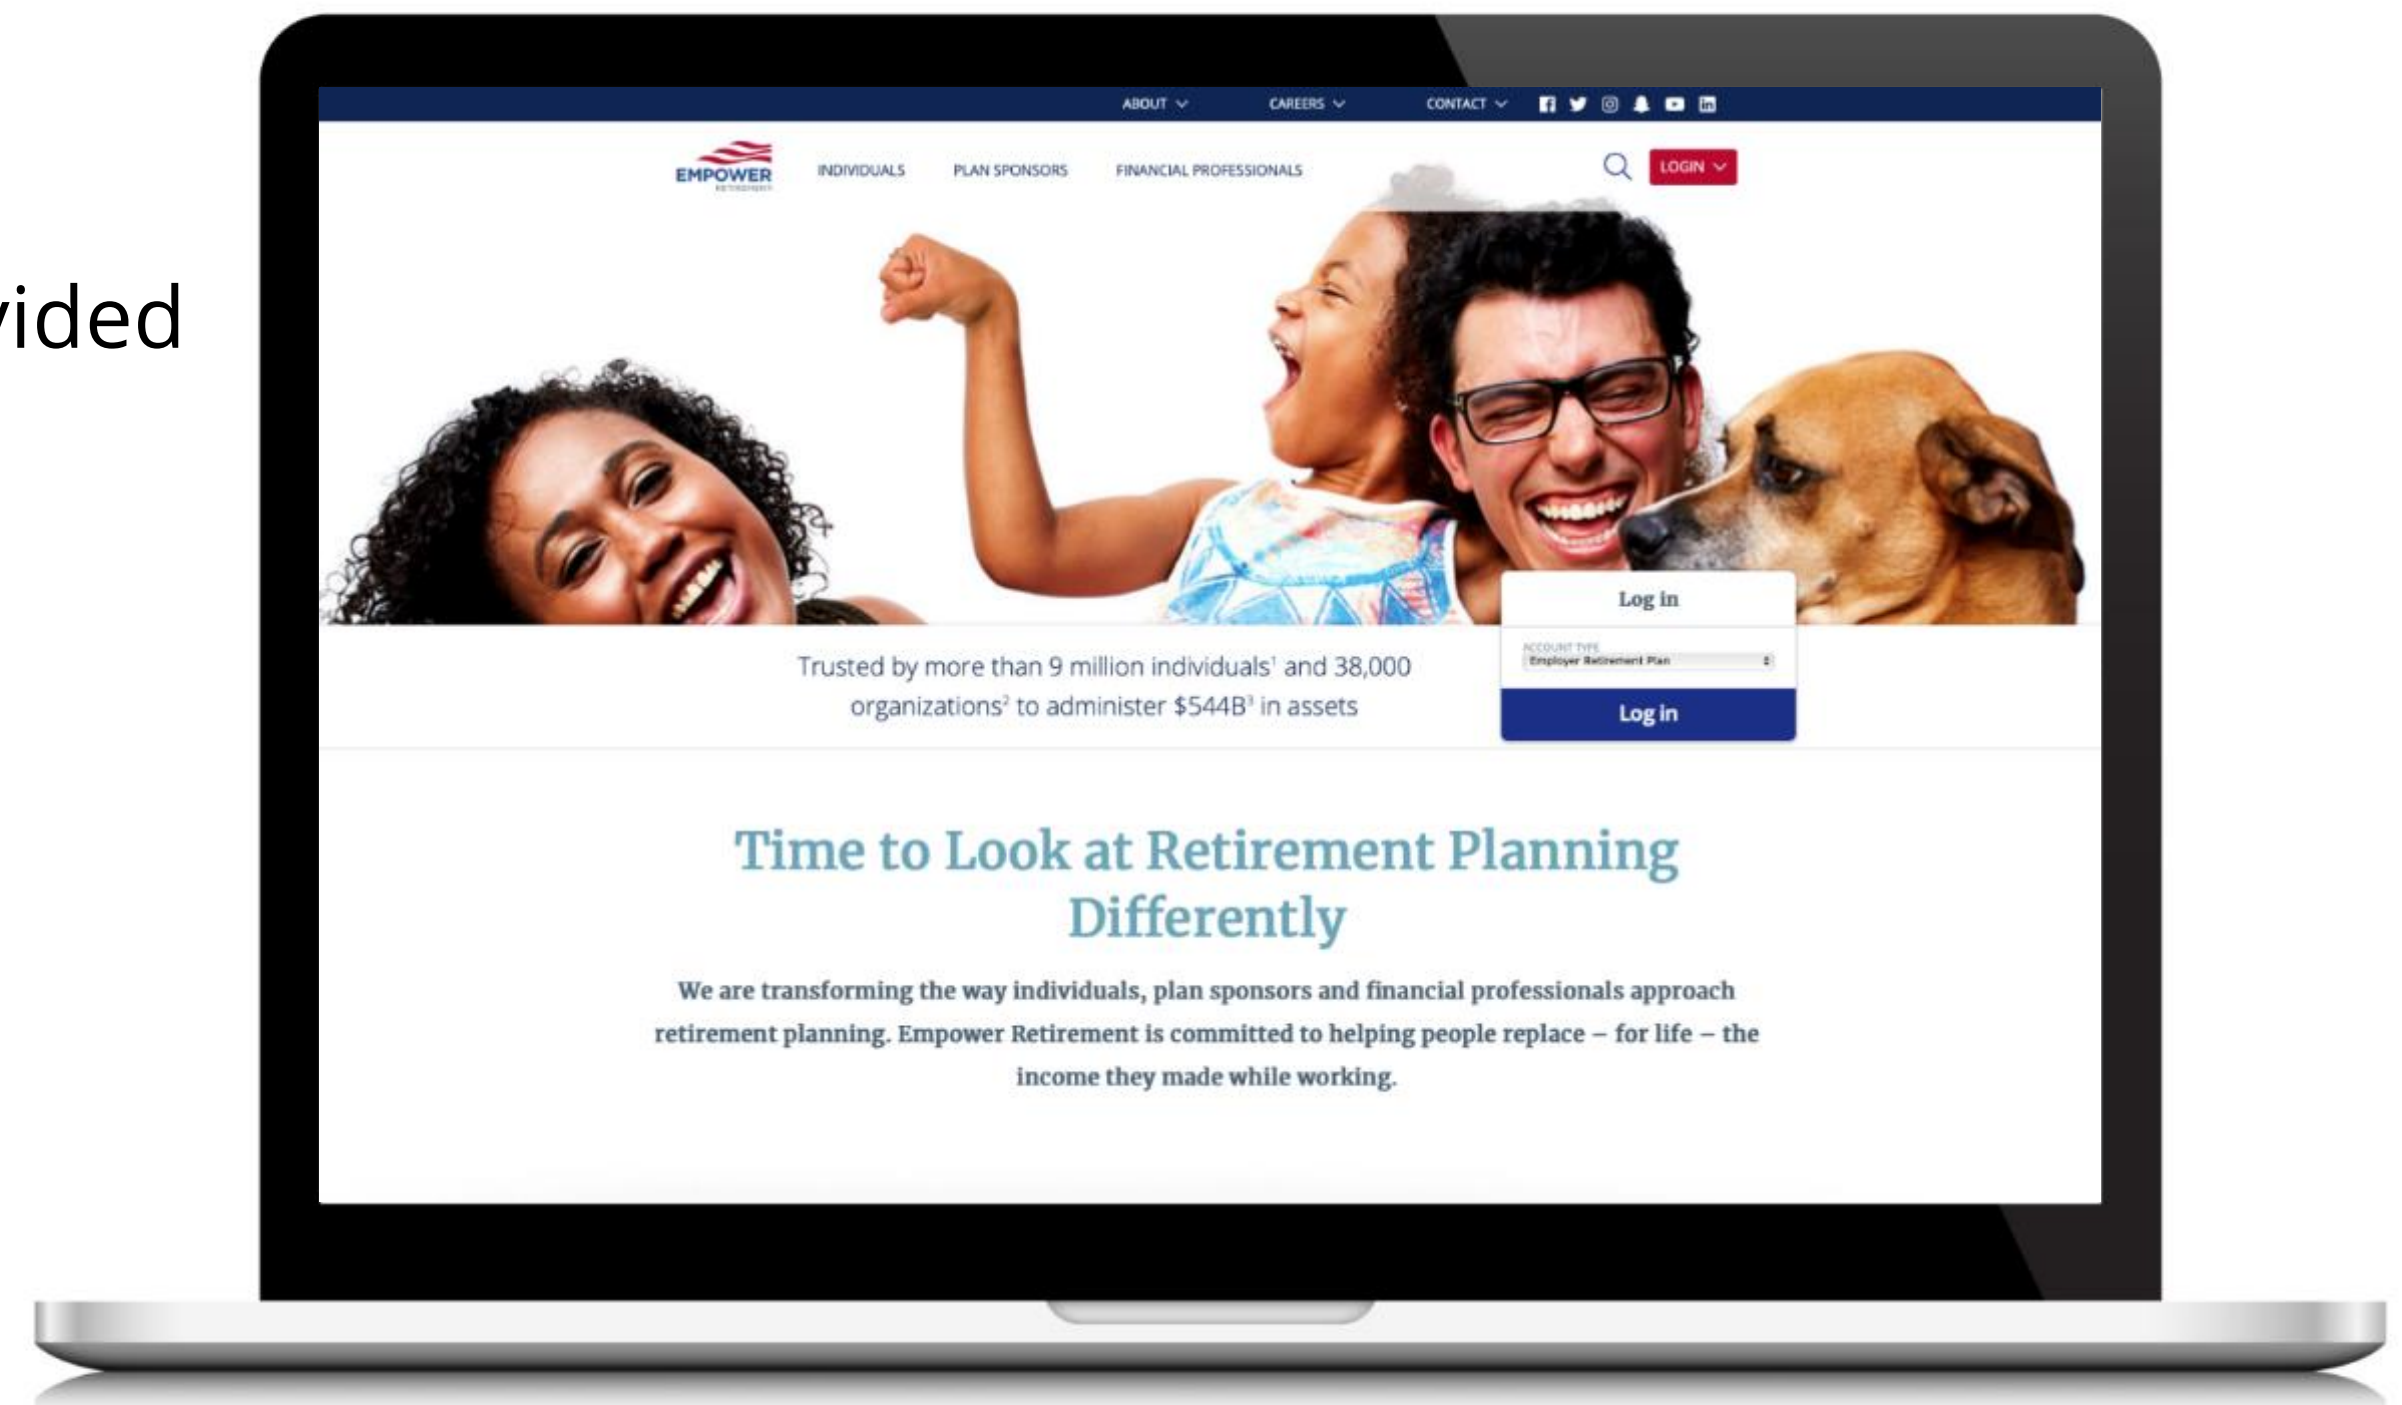 vided
ABOUT
CAREERS
CONTACT
EMPOWER
RETIREMENT
INDIVIDUALS
PLAN SPONSORS
FINANCIAL PROFESSIONALS
LOGIN
Log in
ACCOUNT TYPE
Employer Retirement Plan
Log in
Trusted by more than 9 million individuals¹ and 38,000
organizations² to administer $544B³ in assets
Time to Look at Retirement Planning
Differently
We are transforming the way individuals, plan sponsors and financial professionals approach
retirement planning. Empower Retirement is committed to helping people replace – for life – the
income they made while working.